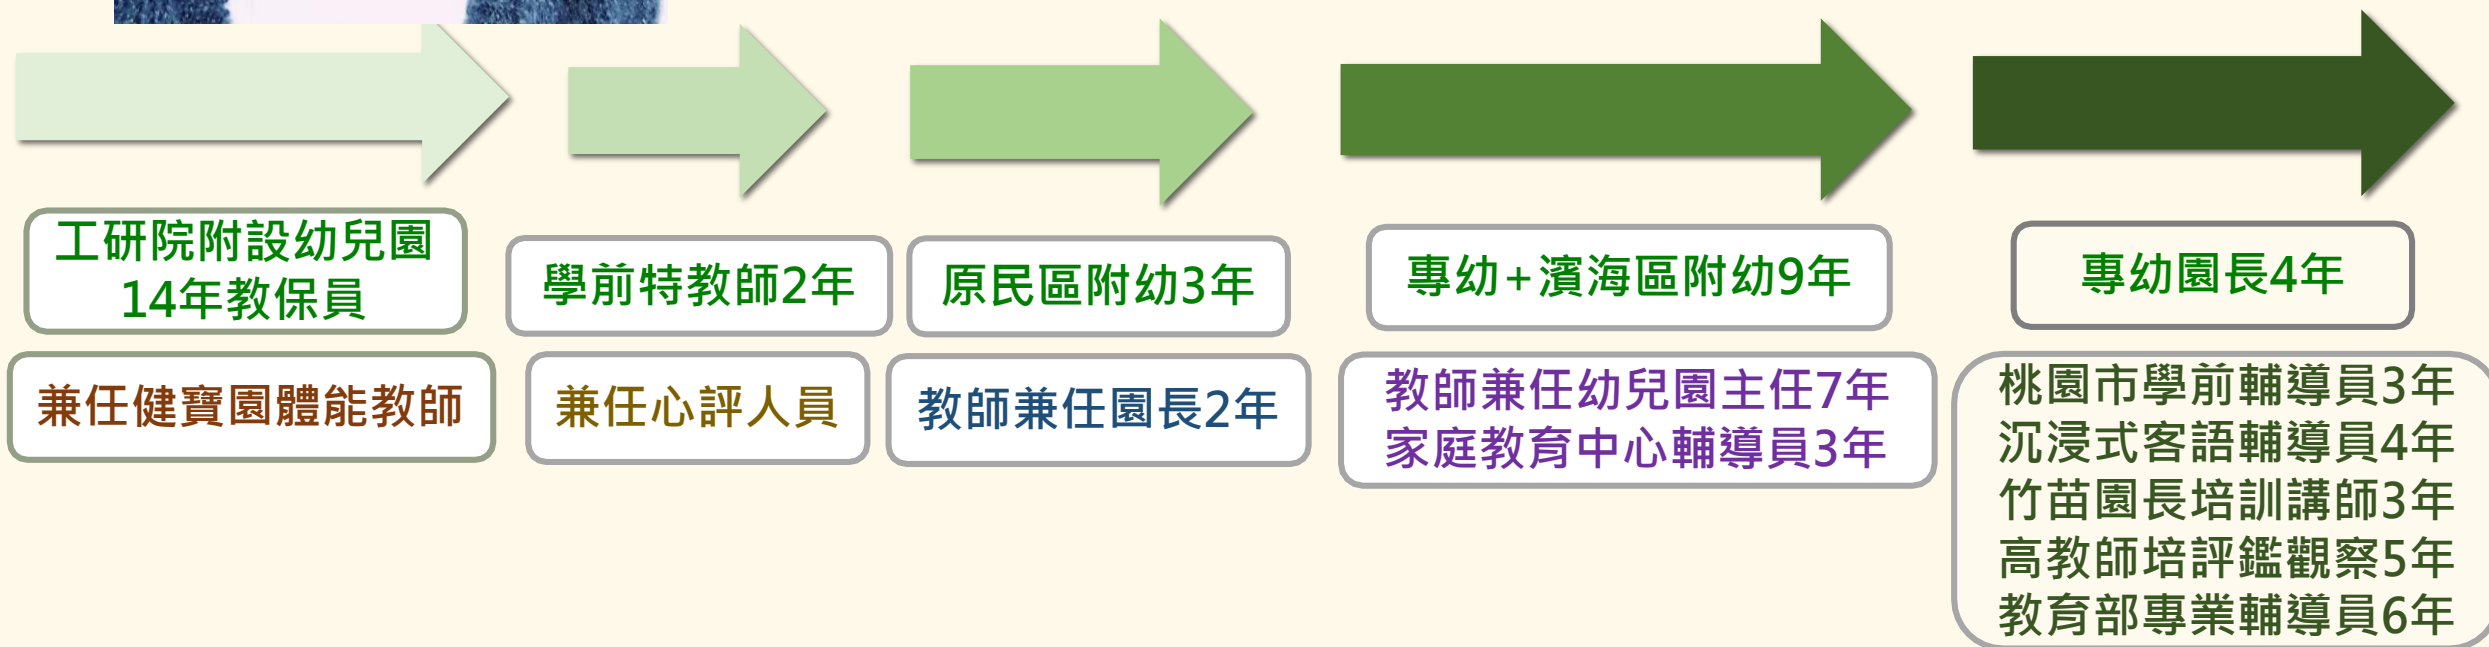 工研院附設幼兒園
14年教保員
兼任健寶園體能教師
學前特教師2年
兼任心評人員
原民區附幼3年
教師兼任園長2年
專幼+濱海區附幼9年
教師兼任幼兒園主任7年
家庭教育中心輔導員3年
專幼園長4年
桃園市學前輔導員3年
沉浸式客語輔導員4年
竹苗園長培訓講師3年
高教師培評鑑觀察5年
教育部專業輔導員6年